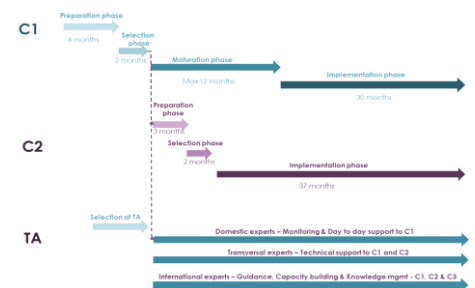 Preparation phase
C1
4 months
Selection
phase
2 months
Maturation phase
Max 12 months
Implementation phase
30 months
Preparation
phase
3 months
C2
Selection phase
2 months
Implementation phase
37 months
Selection of TA
TA
Domestic experts – Monitoring & Day to day support to C1
Transversal experts – Technical support to C1 and C2
International experts – Guidance, Capacity building & Knowledge mgmt - C1, C2 & C3